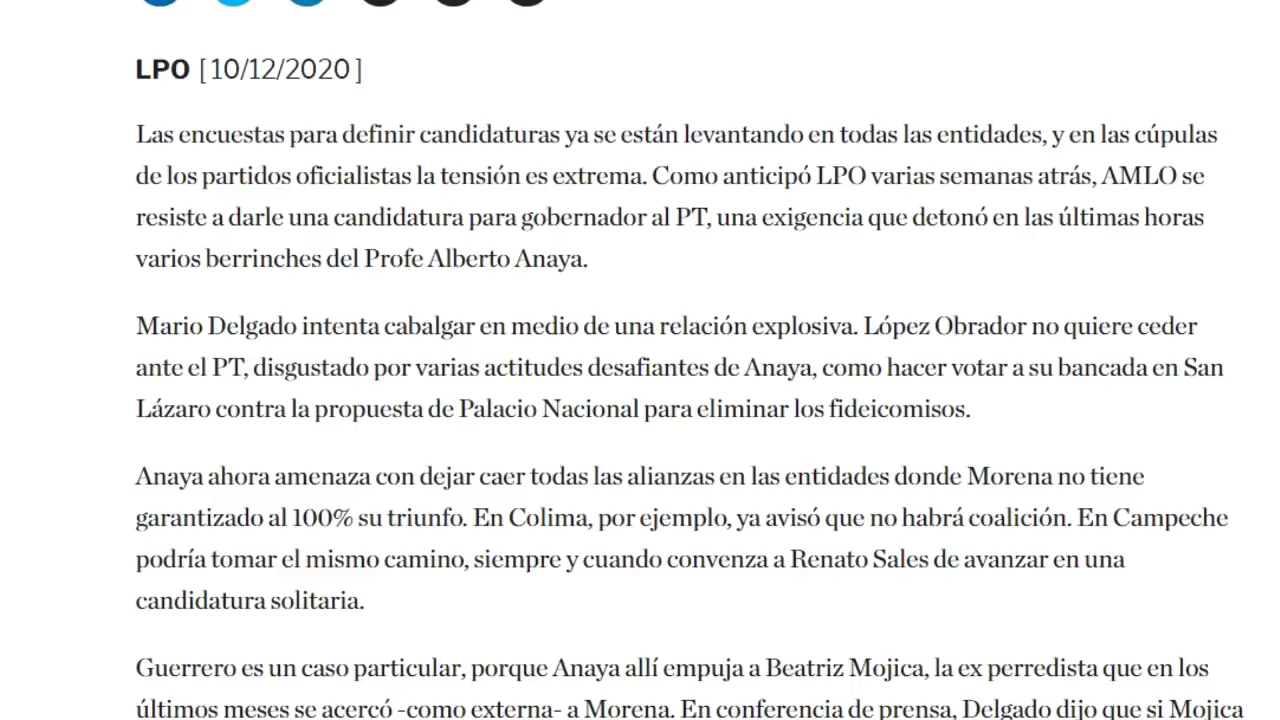 LPO [10/12/2020]
Las encuestas para definir candidaturas ya se están levantando en todas las entidades, y en las cúpulas
de los partidos oficialistas la tensión es extrema. Como anticipó LPO varias semanas atrás, AMLO se
resiste a darle una candidatura para gobernador al PT, una exigencia que detonó en las últimas horas
varios berrinches del Profe Alberto Anaya.
Mario Delgado intenta cabalgar en medio de una relación explosiva. López Obrador no quiere ceder
ante el PT, disgustado por varias actitudes desafiantes de Anaya, como hacer votar a su bancada en San
Lázaro contra la propuesta de Palacio Nacional para eliminar los fideicomisos.
Anaya ahora amenaza con dejar caer todas las alianzas en las entidades donde Morena no tiene
garantizado al 100% su triunfo. En Colima, por ejemplo, ya avisó que no habrá coalición. En Campeche
podría tomar el mismo camino, siempre y cuando convenza a Renato Sales de avanzar en una
candidatura solitaria.
Guerrero es un caso particular, porque Anaya allí empuja a Beatriz Mojica, la ex perredista que en los
últimos meses se acercó -como externa- a Morena. En conferencia de prensa, Delgado dijo que si Mojica